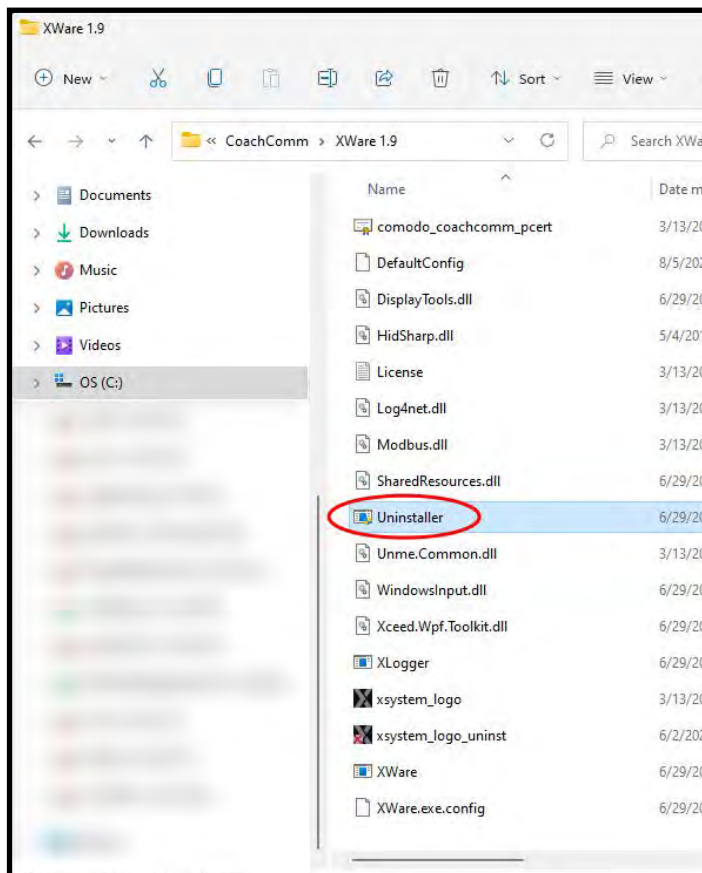 XWare 1.9
New Sort View
CoachComm > XWare 1.9 Search XWa
Name Date m
Documents
Downloads
Music
Pictures
Videos
OS (C:)
comodo_coachcomm_pcert 3/13/20
DefaultConfig 8/5/202
DisplayTools.dll 6/29/20
HidSharp.dll 5/4/201
License 3/13/20
Log4net.dll 3/13/20
Modbus.dll 3/13/20
SharedResources.dll 6/29/20
Uninstaller 6/29/20
Unme.Common.dll 3/13/20
WindowsInput.dll 6/29/20
Xceed.Wpf.Toolkit.dll 6/29/20
XLogger 6/29/20
xsystem_logo 3/13/20
xsystem_logo_uninst 6/2/202
XWare 6/29/20
XWare.exe.config 6/29/20